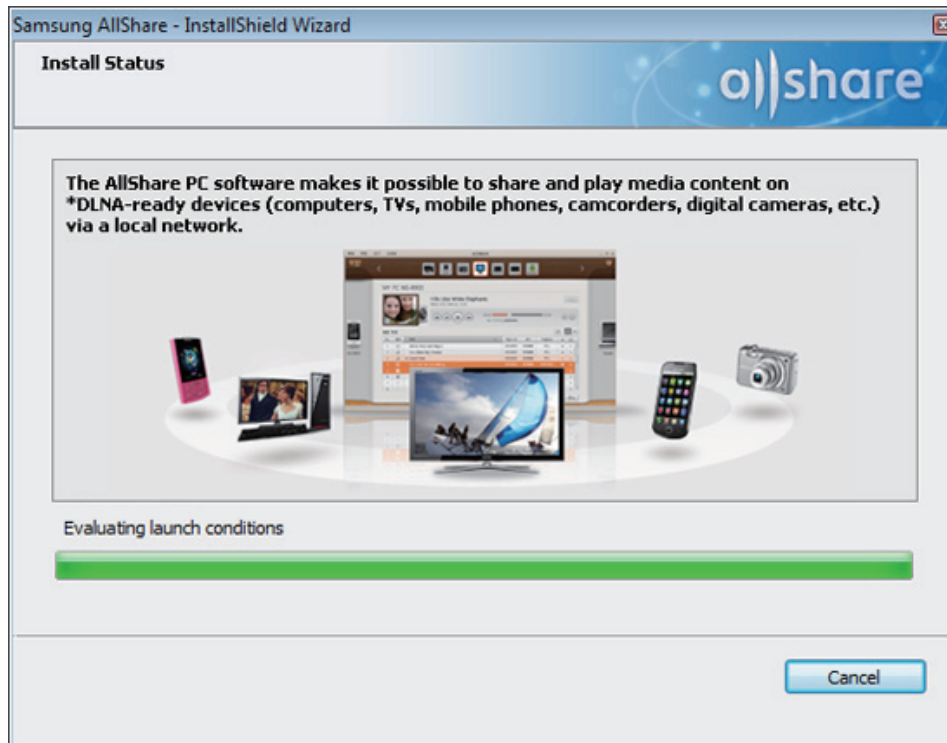 Samsung AllShare - InstallShield Wizard
Install Status
allshare
The AllShare PC software makes it possible to share and play media content on
*DLNA-ready devices (computers, TVs, mobile phones, camcorders, digital cameras, etc.)
via a local network.
Evaluating launch conditions
Cancel